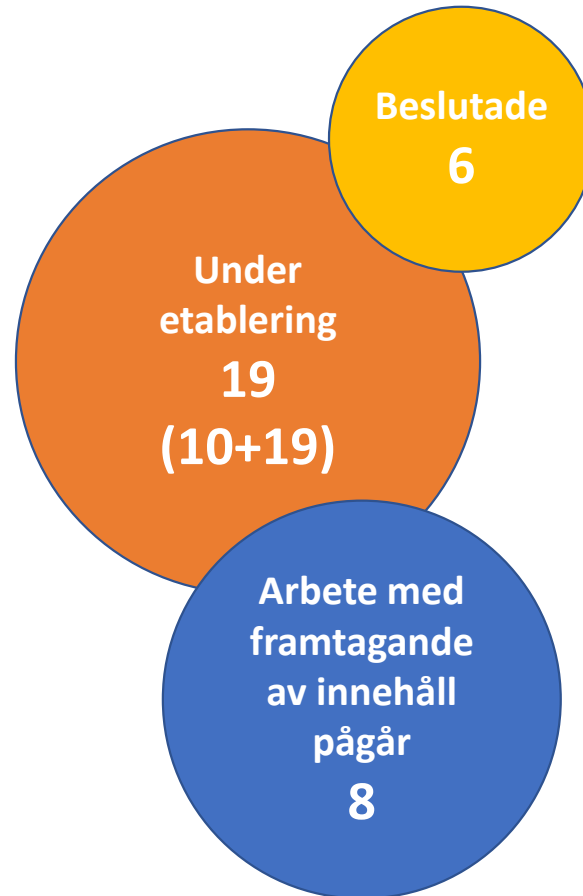 Beslutade
6
Under
etablering
19
(10+19)
Arbete med
framtagande
av innehåll
pågår
8